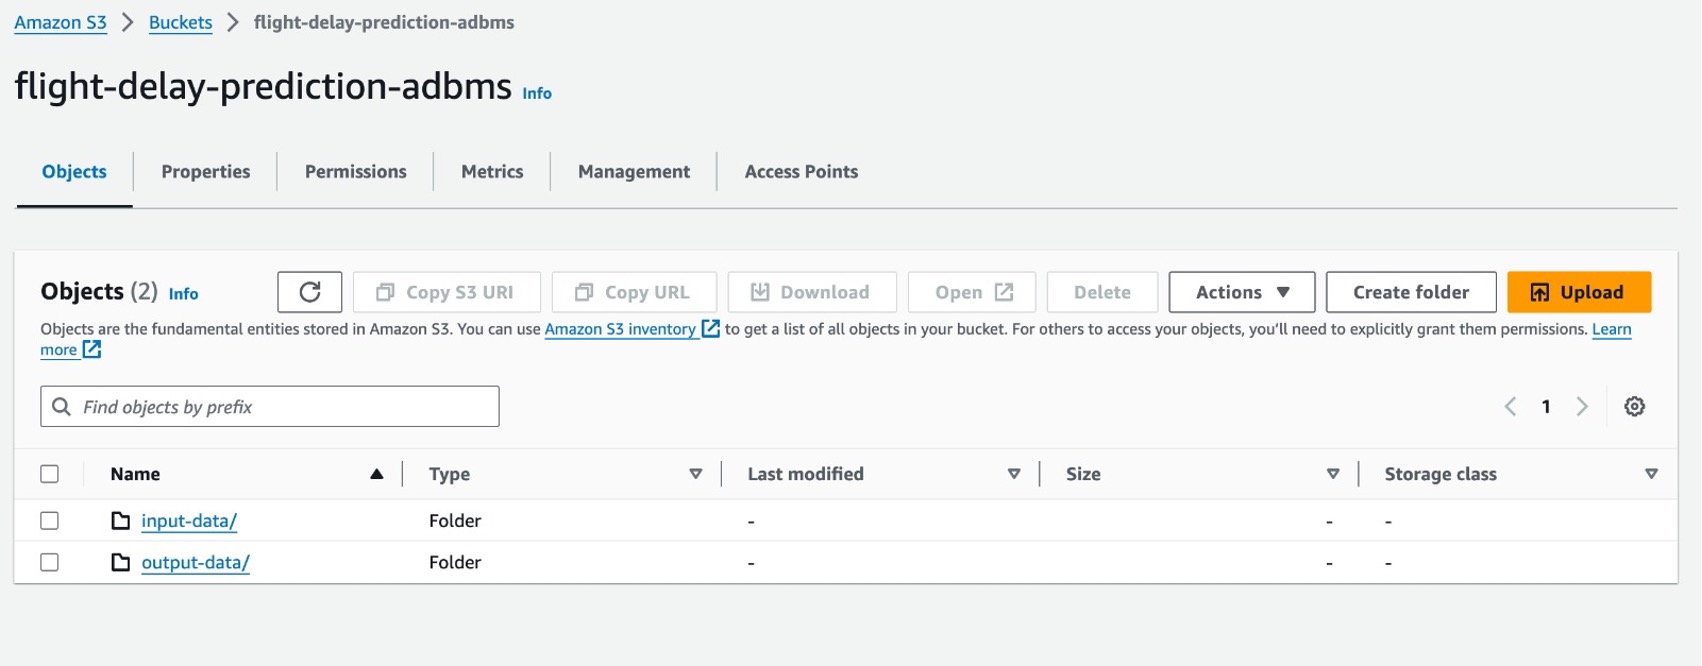 Amazon S3 > Buckets > flight-delay-prediction-adbms
flight-delay-prediction-adbms Info
Objects Properties Permissions Metrics Management Access Points
Objects (2) Info Copy S3 URI Copy URL Download Open Delete Actions Create folder Upload
Objects are the fundamental entities stored in Amazon S3. You can use Amazon S3 inventory to get a list of all objects in your bucket. For others to access your objects, you'll need to explicitly grant them permissions. Learn
more
Find objects by prefix 1
Name Type Last modified Size Storage class
input-data/ Folder - - -
output-data/ Folder - - -